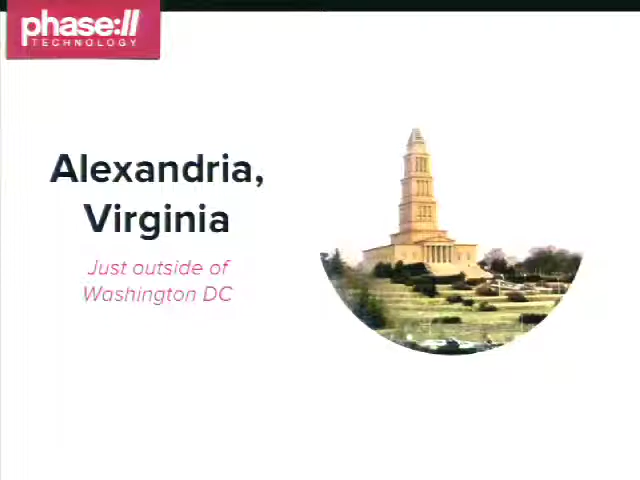 phase://
TECHNOLOGY
Alexandria,
Virginia
Just outside of
Washington DC